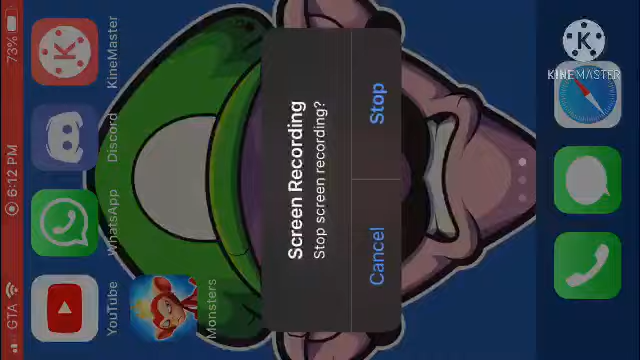 GTA
6:12 PM
73%
YouTube
WhatsApp
Discord
KineMaster
Monsters
Screen Recording
Stop screen recording?
Cancel
Stop
K
KINEMASTER